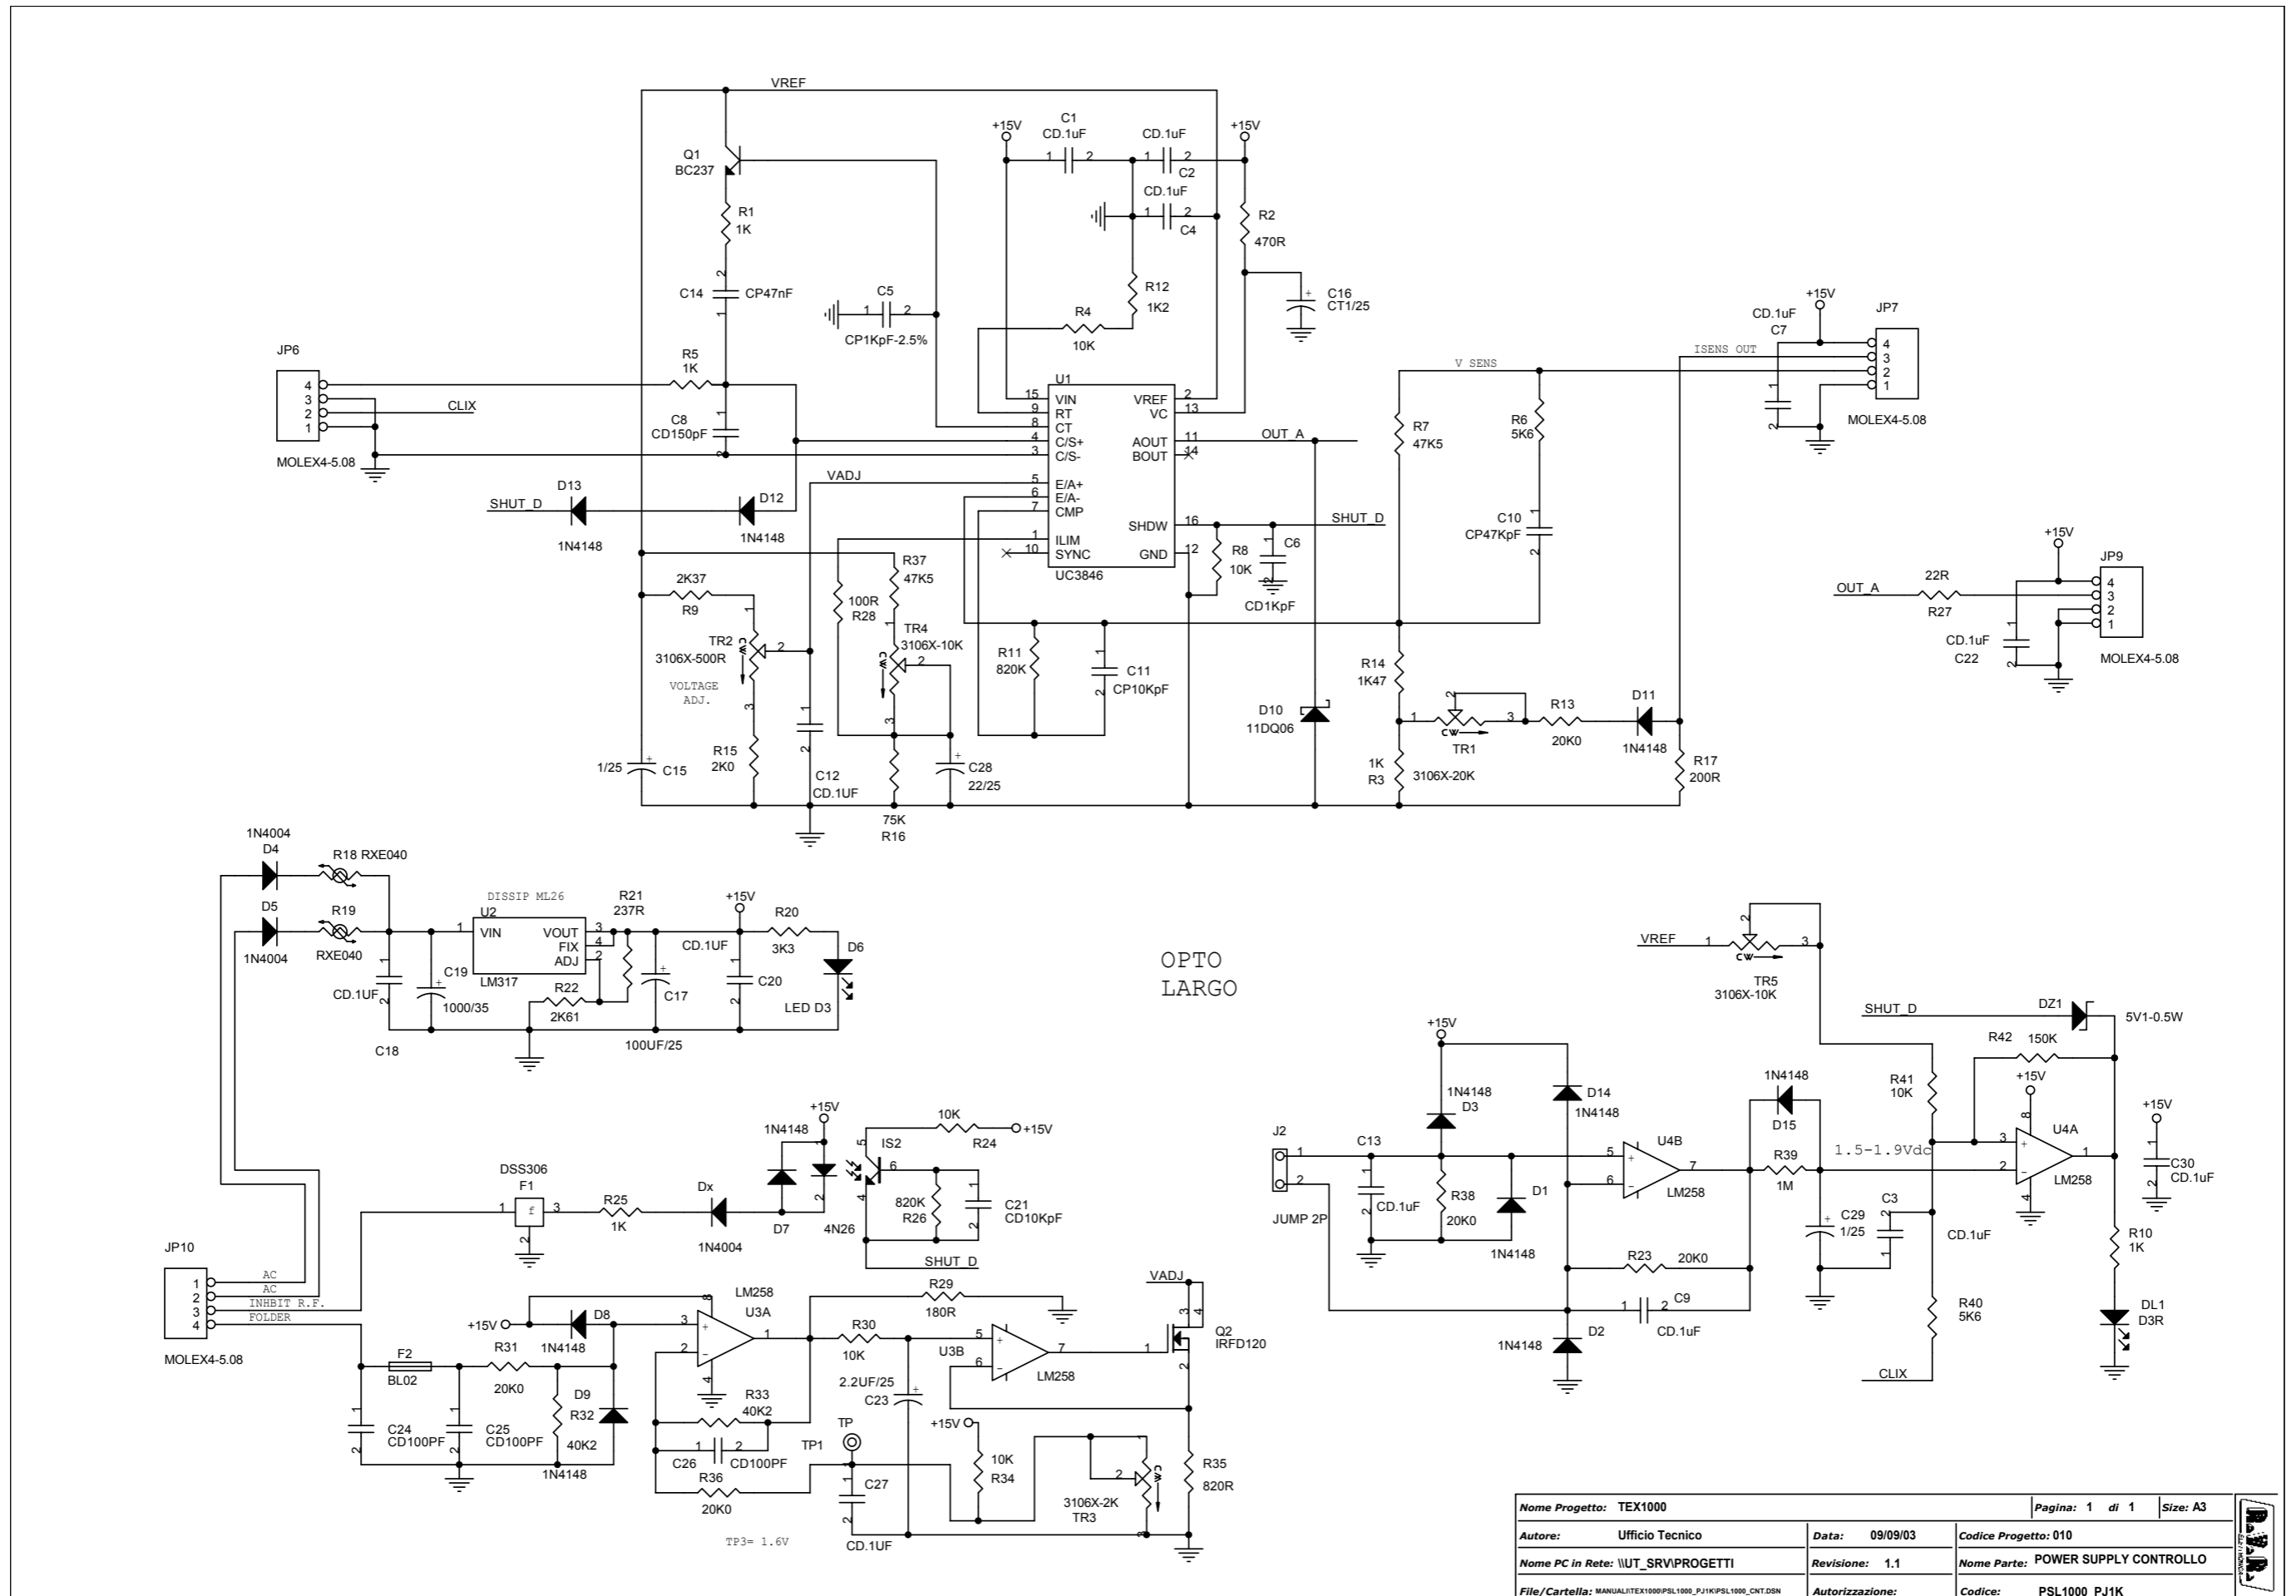 VREF
Q1
BC237
R1
1K
C14
CP47nF
C5
CP1KpF-2.5%
+15V
C1
CD.1uF
CD.1uF
C2
CD.1uF
C4
+15V
R2
470R
R12
1K2
R4
10K
C16
CT1/25
JP6
4
3
2
1
MOLEX4-5.08
CLIX
R5
1K
C8
CD150pF
SHUT_D
D13
1N4148
D12
1N4148
VADJ
U1
15 VIN
9 RT
8 CT
4 C/S+
3 C/S-
5 E/A+
6 E/A-
7 CMP
1 ILIM
10 SYNC
VREF 2
VC 13
AOUT 11
BOUT 14
SHDW 16
GND 12
UC3846
OUT_A
SHUT_D
R8
10K
C6
CD1KpF
V SENS
ISENS OUT
R7
47K5
R6
5K6
C10
CP47KpF
CD.1uF
C7
+15V
JP7
4
3
2
1
MOLEX4-5.08
+15V
JP9
4
3
2
1
MOLEX4-5.08
OUT_A
22R
R27
CD.1uF
C22
2K37
R9
TR2
3106X-500R
CW
VOLTAGE
ADJ.
R15
2K0
1/25
C15
C12
CD.1UF
100R
R28
R37
47K5
TR4
3106X-10K
CW
75K
R16
C28
22/25
R11
820K
C11
CP10KpF
D10
11DQ06
R14
1K47
1K
R3
CW
TR1
3106X-20K
R13
20K0
D11
1N4148
R17
200R
1N4004
D4
R18 RXE040
D5
1N4004
R19
RXE040
DISSIP ML26
U2
1 VIN
VOUT 3
FIX 4
ADJ 2
LM317
CD.1UF
C18
C19
1000/35
R22
2K61
R21
237R
C17
100UF/25
+15V
CD.1UF
C20
R20
3K3
D6
LED D3
OPTO
LARGO
VREF
CW
TR5
3106X-10K
SHUT_D
DZ1
5V1-0.5W
R42 150K
R41
10K
+15V
U4A
LM258
+15V
C30
CD.1uF
R10
1K
DL1
D3R
1.5-1.9Vdc
C3
CD.1uF
R40
5K6
CLIX
+15V
1N4148
D3
D14
1N4148
J2
1
2
JUMP 2P
C13
CD.1uF
R38
20K0
D1
1N4148
U4B
LM258
1N4148
D15
R39
1M
C29
1/25
R23
20K0
C9
CD.1uF
D2
1N4148
JP10
1
2
3
4
MOLEX4-5.08
AC
AC
INHBIT R.F.
FOLDER
DSS306
F1
f
R25
1K
Dx
1N4004
1N4148
D7
+15V
4N26
IS2
10K
R24
+15V
820K
R26
C21
CD10KpF
SHUT_D
F2
BL02
C24
CD100PF
C25
CD100PF
R31
20K0
+15V
D8
1N4148
D9
R32
40K2
1N4148
LM258
U3A
R33
40K2
C26
CD100PF
R36
20K0
R29
180R
R30
10K
2.2UF/25
C23
U3B
LM258
VADJ
Q2
IRFD120
TP
TP1
C27
CD.1UF
+15V
10K
R34
3106X-2K
TR3
CW
R35
820R
TP3= 1.6V
Nome Progetto: TEX1000
Pagina: 1 di 1
Size: A3
Autore: Ufficio Tecnico
Data: 09/09/03
Codice Progetto: 010
Nome PC in Rete: \\UT_SRV\PROGETTI
Revisione: 1.1
Nome Parte: POWER SUPPLY CONTROLLO
File/Cartella: MANUALI\TEX1000\PSL1000_PJ1K\PSL1000_CNT.DSN
Autorizzazione:
Codice: PSL1000_PJ1K
R.V.R.